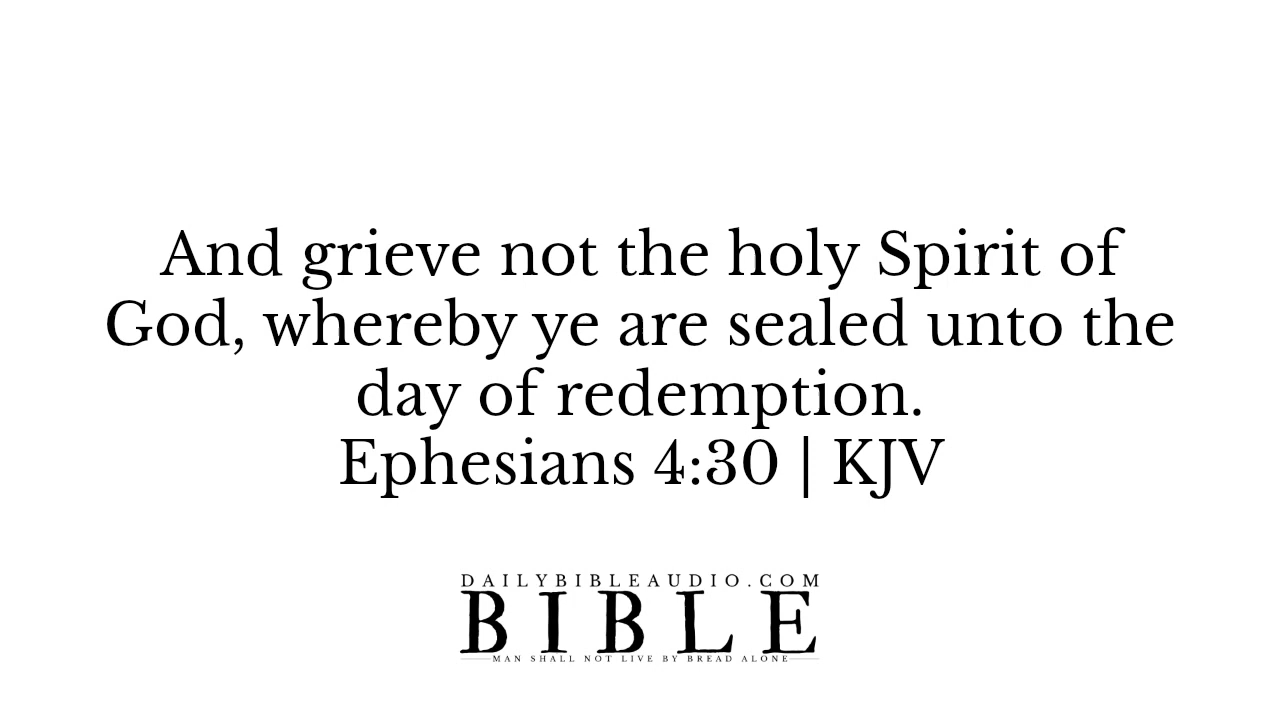 And grieve not the holy Spirit of
God, whereby ye are sealed unto the
day of redemption.
Ephesians 4:30 | KJV
DAILYBIBLEAUDIO.COM
BIBLE
MAN SHALL NOT LIVE BY BREAD ALONE